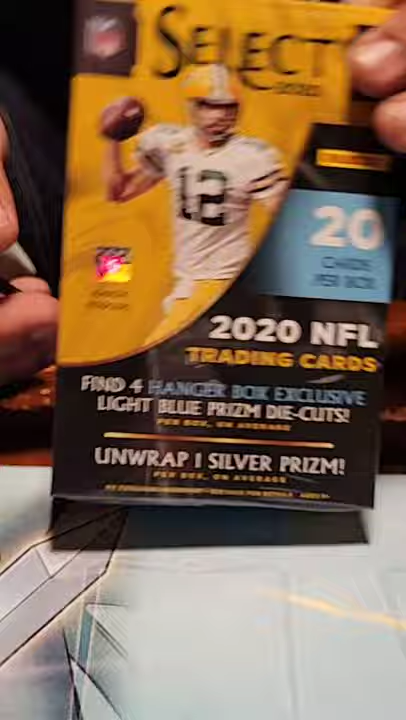 SELECT
2020
12
20
CARDS
PER BOX
2020 NFL
TRADING CARDS
FIND 4 HANGER BOX EXCLUSIVE
LIGHT BLUE PRIZM DIE-CUTS!
PER BOX, ON AVERAGE
UNWRAP 1 SILVER PRIZM!
PER BOX, ON AVERAGE